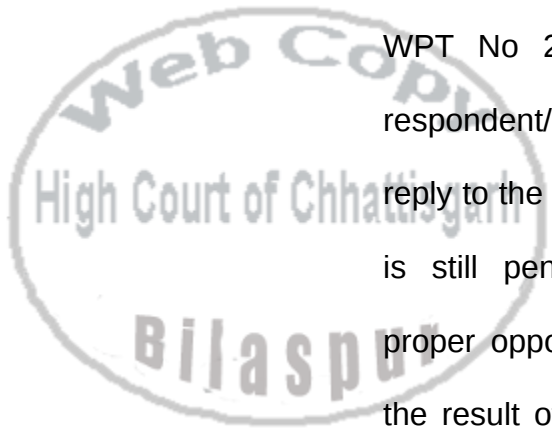 Web Copy
High Court of Chhattisgarh
Bilaspur
WPT No 2
respondent/
reply to the
is still pen
proper oppo
the result o